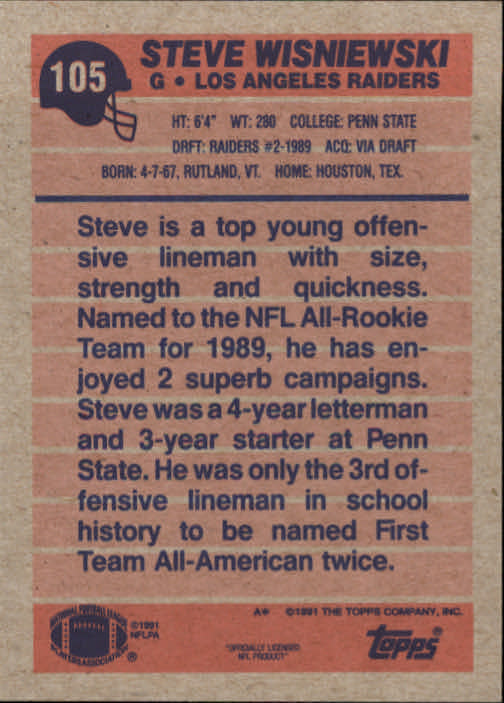 105
STEVE WISNIEWSKI
G • LOS ANGELES RAIDERS
HT: 6'4" WT: 280 COLLEGE: PENN STATE
DRFT: RAIDERS #2-1989 ACQ: VIA DRAFT
BORN: 4-7-67, RUTLAND, VT. HOME: HOUSTON, TEX.
Steve is a top young offen-
sive lineman with size,
strength and quickness.
Named to the NFL All-Rookie
Team for 1989, he has en-
joyed 2 superb campaigns.
Steve was a 4-year letterman
and 3-year starter at Penn
State. He was only the 3rd of-
fensive lineman in school
history to be named First
Team All-American twice.
A* ©1991 THE TOPPS COMPANY, INC.
NATIONAL FOOTBALL LEAGUE
PLAYERS ASSOCIATION
®
©1991
NFLPA
"OFFICIALLY LICENSED
NFL PRODUCT"
topps®